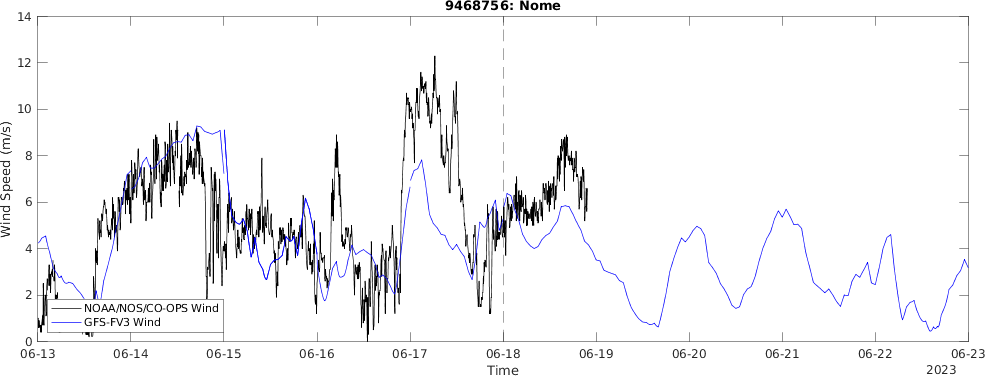 9468756: Nome
Wind Speed (m/s)
14
12
10
8
6
4
2
0
NOAA/NOS/CO-OPS Wind
GFS-FV3 Wind
06-13 06-14 06-15 06-16 06-17 06-18 06-19 06-20 06-21 06-22 06-23
Time
2023